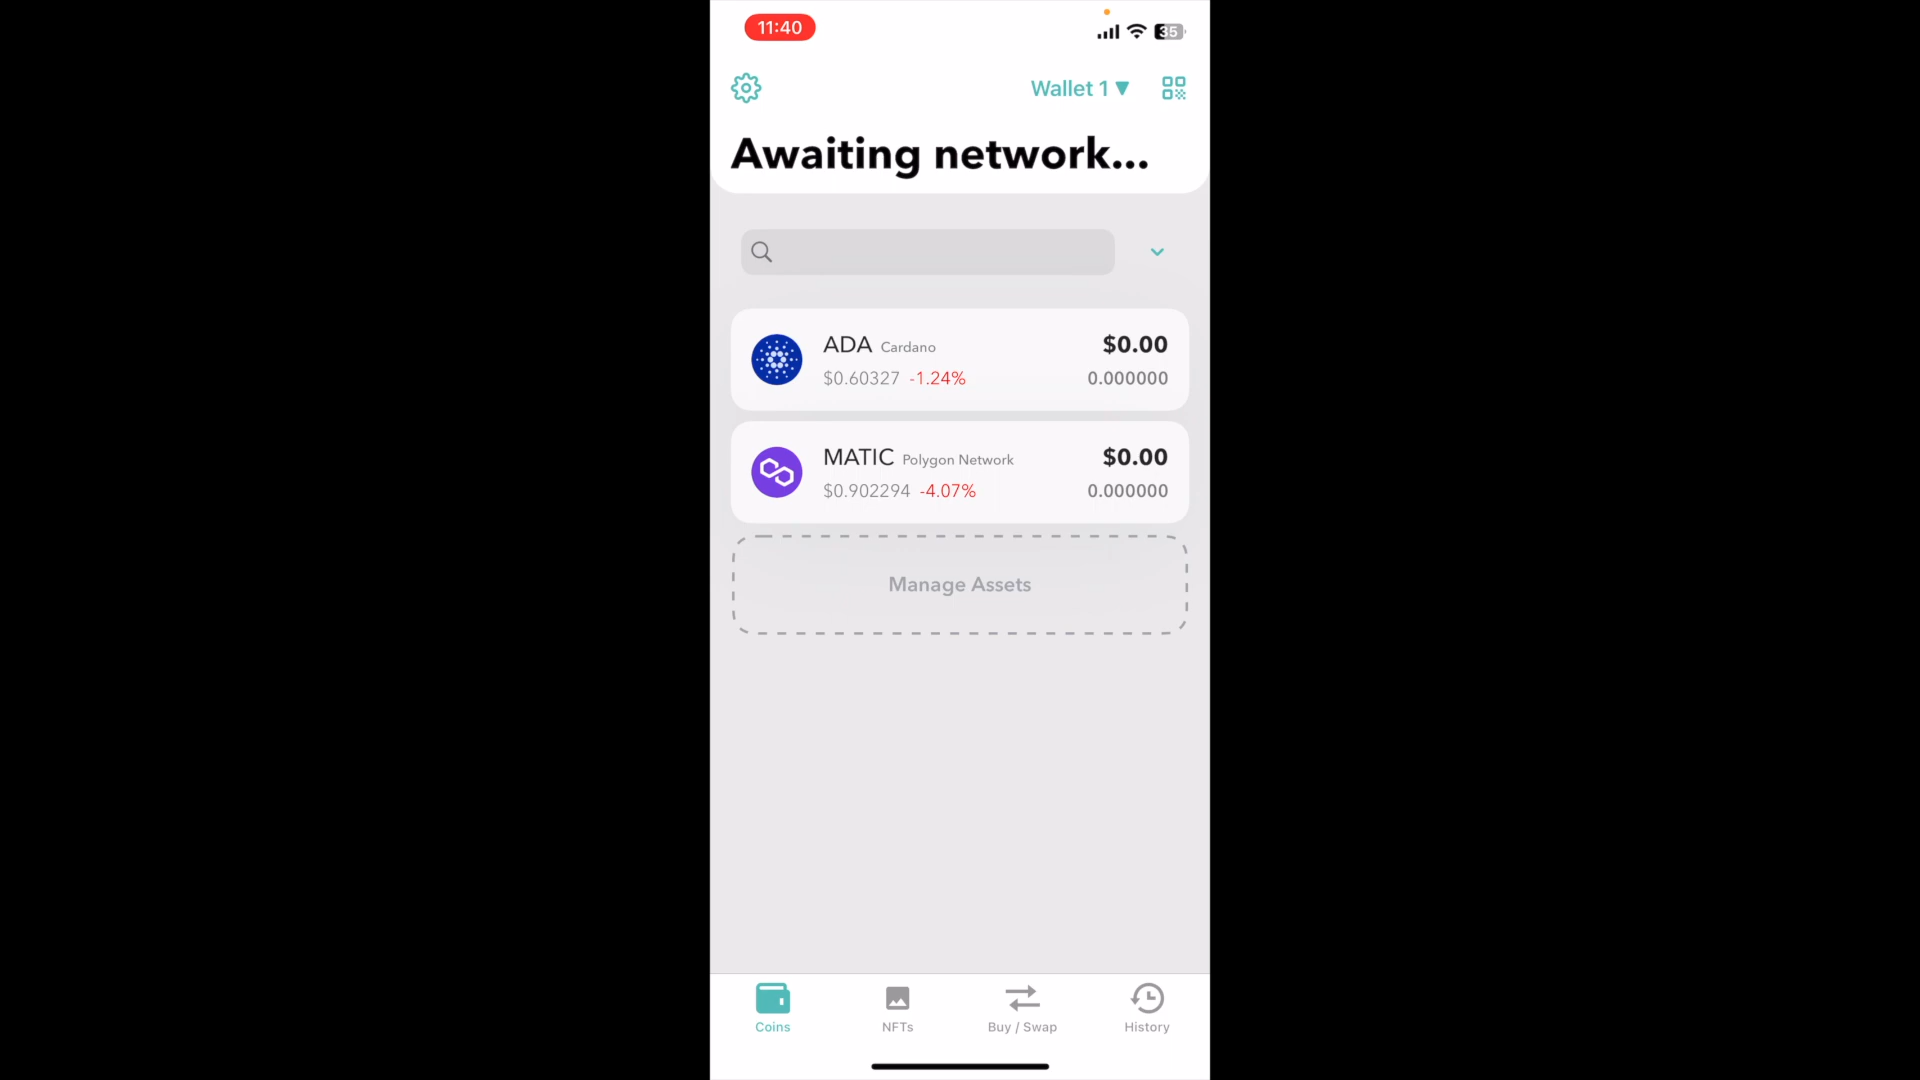 11:40
35
Wallet 1
Awaiting network...
ADA Cardano $0.00
$0.60327 -1.24% 0.000000
MATIC Polygon Network $0.00
$0.902294 -4.07% 0.000000
Manage Assets
Coins NFTs Buy / Swap History